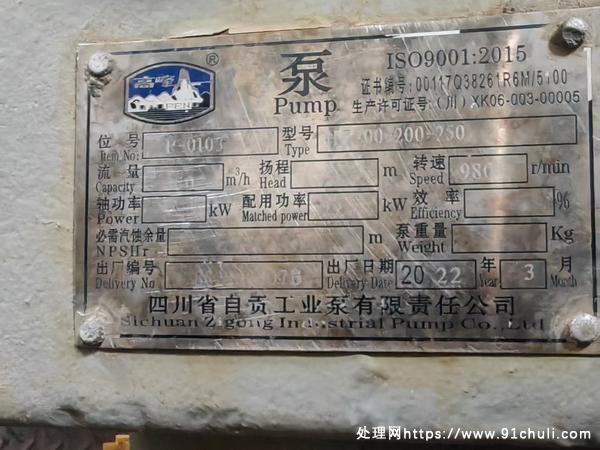 高峰
GAOFENG
®
泵
Pump
ISO9001:2015
证书编号:00117Q38261R6M/5100
生产许可证号:(川)XK06-003-00005
位号
Item No:
型号
Type
200-250
流量
Capacity
m³/h
扬程
Head
m
转速
Speed
980
r/min
轴功率
Power
kW
配用功率
Matched power
kW
效率
Efficiency
%
必需汽蚀余量
NPSHr
m
泵重量
Weight
Kg
出厂编号
Delivery No
出厂日期
Delivery Date
2022
年
Year
3
月
Month
四川省自贡工业泵有限责任公司
Sichuan Zigong Industrial Pump Co.,Ltd
处理网https://www.91chuli.com/